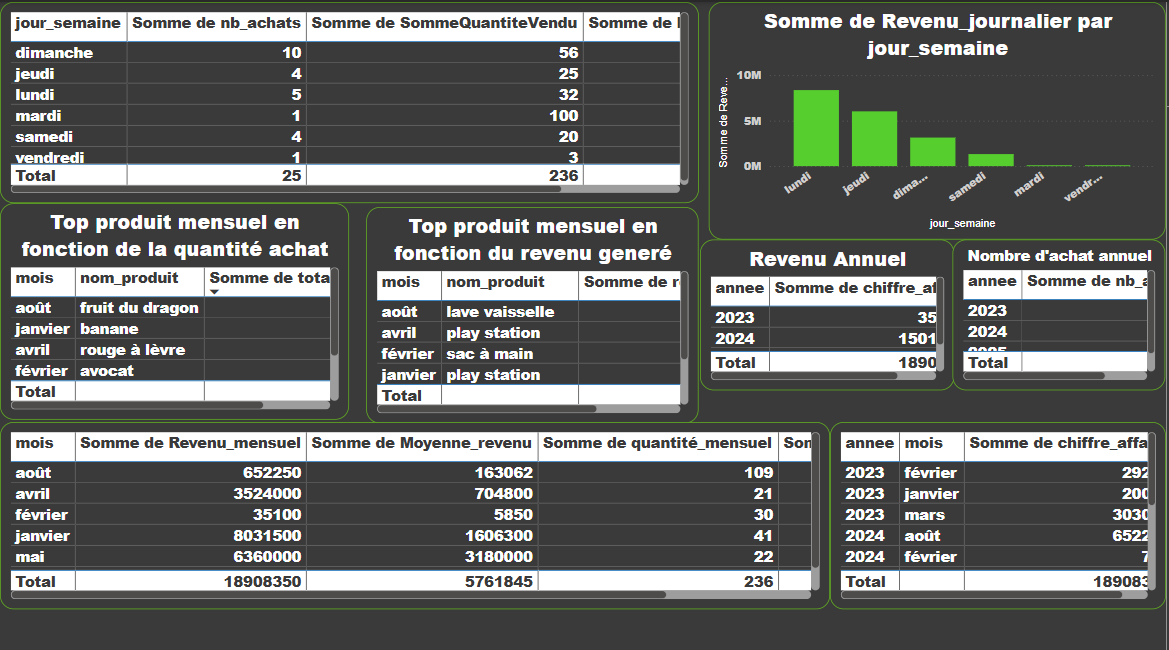 jour_semaine Somme de nb_achats Somme de SommeQuantiteVendu Somme de
dimanche 10 56
jeudi 4 25
lundi 5 32
mardi 1 100
samedi 4 20
vendredi 1 3
Total 25 236
Somme de Revenu_journalier par
jour_semaine
Somme de Reve...
10M
5M
0M
lundi jeudi dima... samedi mardi vendr...
jour_semaine
Top produit mensuel en
fonction de la quantité achat
mois nom_produit Somme de tota
août fruit du dragon
janvier banane
avril rouge à lèvre
février avocat
Total
Top produit mensuel en
fonction du revenu generé
mois nom_produit Somme de r
août lave vaisselle
avril play station
février sac à main
janvier play station
Total
Revenu Annuel
annee Somme de chiffre_af
2023 35
2024 1501
Total 1890
Nombre d'achat annuel
annee Somme de nb_a
2023
2024
2025
Total
mois Somme de Revenu_mensuel Somme de Moyenne_revenu Somme de quantité_mensuel Som
août 652250 163062 109
avril 3524000 704800 21
février 35100 5850 30
janvier 8031500 1606300 41
mai 6360000 3180000 22
Total 18908350 5761845 236
annee mois Somme de chiffre_affa
2023 février 292
2023 janvier 200
2023 mars 3030
2024 août 6522
2024 février 7
Total 189083